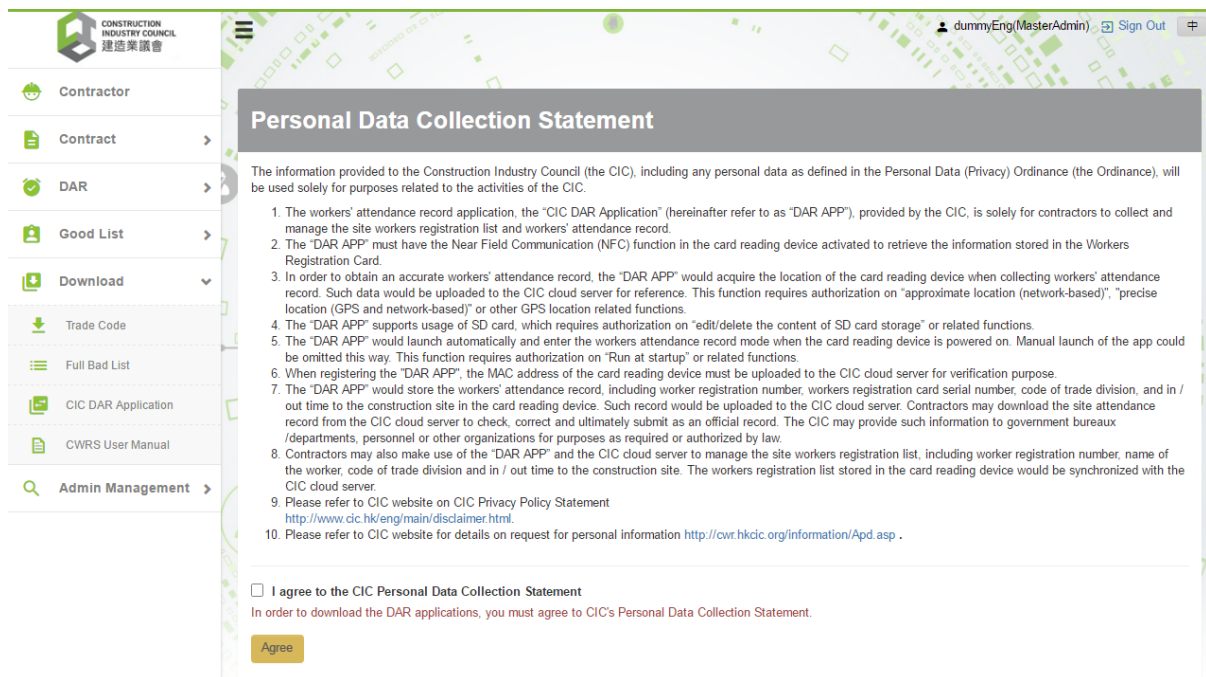 CONSTRUCTION
INDUSTRY COUNCIL
建造業議會
dummyEng(MasterAdmin) Sign Out 中
Contractor
Contract
DAR
Good List
Download
Trade Code
Full Bad List
CIC DAR Application
CWRS User Manual
Admin Management
Personal Data Collection Statement
The information provided to the Construction Industry Council (the CIC), including any personal data as defined in the Personal Data (Privacy) Ordinance (the Ordinance), will
be used solely for purposes related to the activities of the CIC.
1. The workers' attendance record application, the “CIC DAR Application” (hereinafter refer to as “DAR APP”), provided by the CIC, is solely for contractors to collect and
manage the site workers registration list and workers' attendance record.
2. The “DAR APP” must have the Near Field Communication (NFC) function in the card reading device activated to retrieve the information stored in the Workers
Registration Card.
3. In order to obtain an accurate workers' attendance record, the “DAR APP” would acquire the location of the card reading device when collecting workers' attendance
record. Such data would be uploaded to the CIC cloud server for reference. This function requires authorization on “approximate location (network-based)”, "precise
location (GPS and network-based)” or other GPS location related functions.
4. The “DAR APP” supports usage of SD card, which requires authorization on “edit/delete the content of SD card storage” or related functions.
5. The “DAR APP” would launch automatically and enter the workers attendance record mode when the card reading device is powered on. Manual launch of the app could
be omitted this way. This function requires authorization on “Run at startup” or related functions.
6. When registering the "DAR APP", the MAC address of the card reading device must be uploaded to the CIC cloud server for verification purpose.
7. The “DAR APP” would store the workers' attendance record, including worker registration number, workers registration card serial number, code of trade division, and in /
out time to the construction site in the card reading device. Such record would be uploaded to the CIC cloud server. Contractors may download the site attendance
record from the CIC cloud server to check, correct and ultimately submit as an official record. The CIC may provide such information to government bureaux
/departments, personnel or other organizations for purposes as required or authorized by law.
8. Contractors may also make use of the “DAR APP” and the CIC cloud server to manage the site workers registration list, including worker registration number, name of
the worker, code of trade division and in / out time to the construction site. The workers registration list stored in the card reading device would be synchronized with the
CIC cloud server.
9. Please refer to CIC website on CIC Privacy Policy Statement
http://www.cic.hk/eng/main/disclaimer.html.
10. Please refer to CIC website for details on request for personal information http://cwr.hkcic.org/information/Apd.asp .
I agree to the CIC Personal Data Collection Statement
In order to download the DAR applications, you must agree to CIC's Personal Data Collection Statement.
Agree